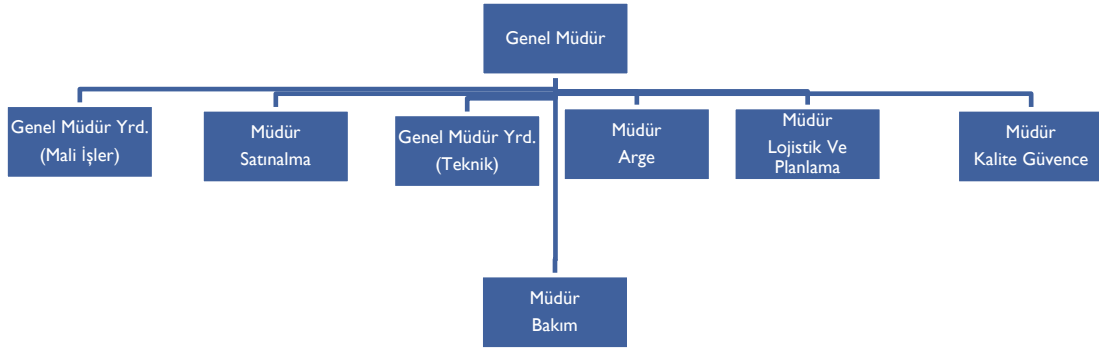 Genel Müdür
Genel Müdür Yrd.
(Mali İşler)
Müdür
Satınalma
Genel Müdür Yrd.
(Teknik)
Müdür
Arge
Müdür
Lojistik Ve
Planlama
Müdür
Kalite Güvence
Müdür
Bakım